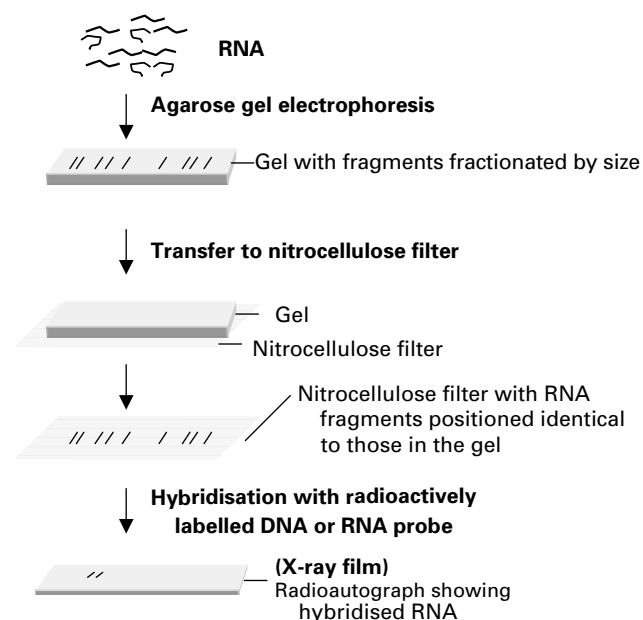 RNA
Agarose gel electrophoresis
Gel with fragments fractionated by size
Transfer to nitrocellulose filter
Gel
Nitrocellulose filter
Nitrocellulose filter with RNA
fragments positioned identical
to those in the gel
Hybridisation with radioactively
labelled DNA or RNA probe
(X-ray film)
Radioautograph showing
hybridised RNA